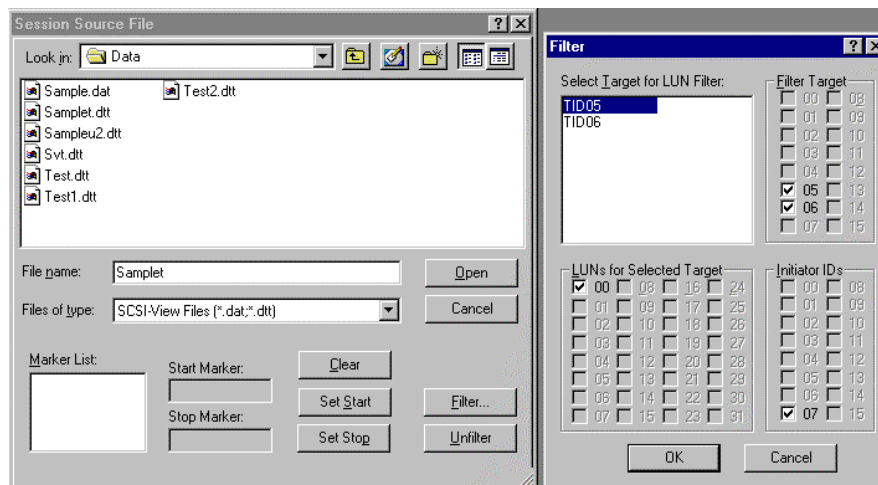 Session Source File
Look in: Data
Sample.dat
Samplet.dtt
Sampleu2.dtt
Svt.dtt
Test.dtt
Test1.dtt
Test2.dtt
File name: Samplet Open
Files of type: SCSI-View Files (*.dat;*.dtt) Cancel
Marker List:
Start Marker:
Stop Marker:
Clear
Set Start
Set Stop
Filter...
Unfilter
Filter
Select Target for LUN Filter:
TID05
TID06
Filter Target
00 08
01 09
02 10
03 11
04 12
05 13
06 14
07 15
LUNs for Selected Target
00 08 16 24
01 09 17 25
02 10 18 26
03 11 19 27
04 12 20 28
05 13 21 29
06 14 22 30
07 15 23 31
Initiator IDs
00 08
01 09
02 10
03 11
04 12
05 13
06 14
07 15
OK Cancel